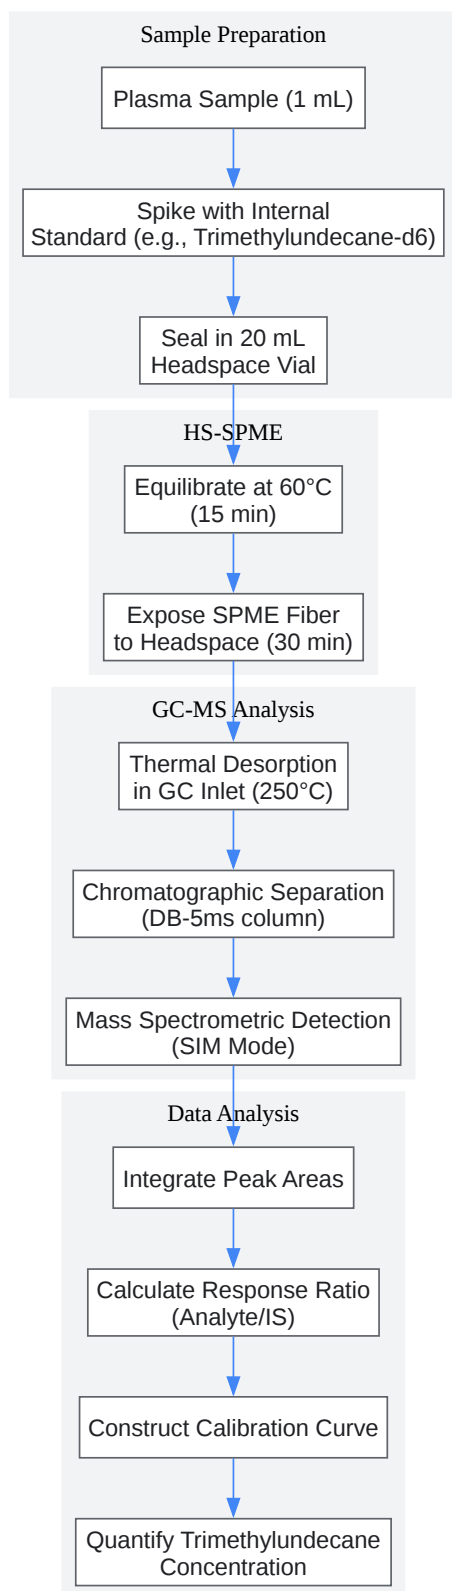 Sample Preparation
Plasma Sample (1 mL)
Spike with Internal
Standard (e.g., Trimethylundecane-d6)
Seal in 20 mL
Headspace Vial
HS-SPME
Equilibrate at 60°C
(15 min)
Expose SPME Fiber
to Headspace (30 min)
GC-MS Analysis
Thermal Desorption
in GC Inlet (250°C)
Chromatographic Separation
(DB-5ms column)
Mass Spectrometric Detection
(SIM Mode)
Data Analysis
Integrate Peak Areas
Calculate Response Ratio
(Analyte/IS)
Construct Calibration Curve
Quantify Trimethylundecane
Concentration